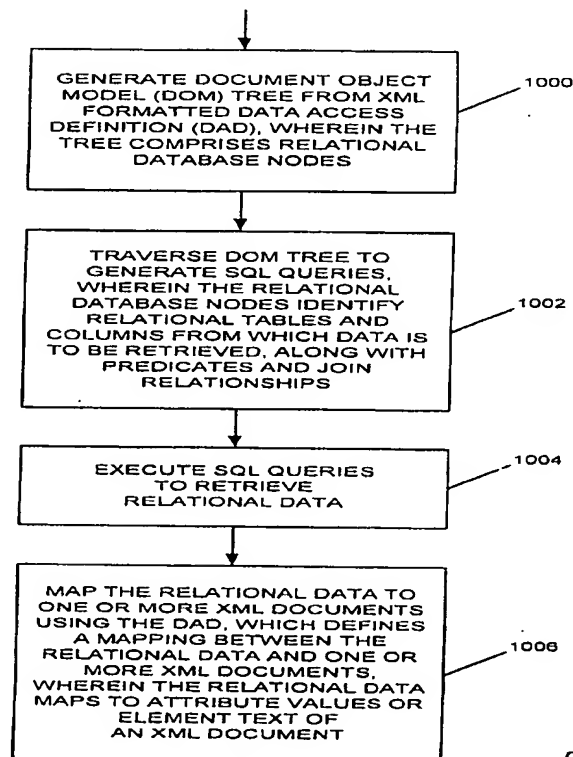 GENERATE DOCUMENT OBJECT
MODEL (DOM) TREE FROM XML
FORMATTED DATA ACCESS
DEFINITION (DAD), WHEREIN THE
TREE COMPRISES RELATIONAL
DATABASE NODES
1000
TRAVERSE DOM TREE TO
GENERATE SQL QUERIES,
WHEREIN THE RELATIONAL
DATABASE NODES IDENTIFY
RELATIONAL TABLES AND
COLUMNS FROM WHICH DATA IS
TO BE RETRIEVED, ALONG WITH
PREDICATES AND JOIN
RELATIONSHIPS
1002
EXECUTE SQL QUERIES
TO RETRIEVE
RELATIONAL DATA
1004
MAP THE RELATIONAL DATA TO
ONE OR MORE XML DOCUMENTS
USING THE DAD, WHICH DEFINES
A MAPPING BETWEEN THE
RELATIONAL DATA AND ONE OR
MORE XML DOCUMENTS,
WHEREIN THE RELATIONAL DATA
MAPS TO ATTRIBUTE VALUES OR
ELEMENT TEXT OF
AN XML DOCUMENT
1006